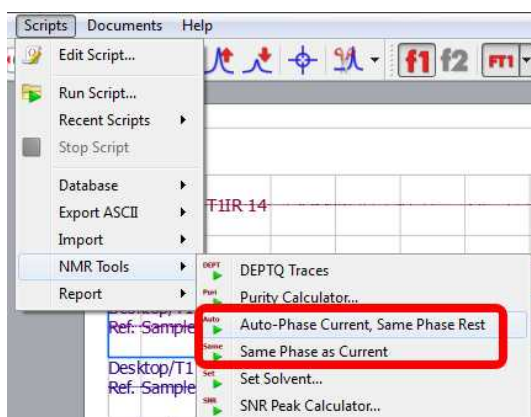 Scripts Documents Help
Edit Script...
f1 f2 FT1
Run Script...
Recent Scripts
Stop Script
Database
Export ASCII
T1IR 14
Import
NMR Tools
DEPT DEPTQ Traces
Report
Puri Purity Calculator...
Desktop/T1
Ref. Sample
Auto Auto-Phase Current, Same Phase Rest
Same Same Phase as Current
Desktop/T1
Ref. Sample
Set Set Solvent...
SNR SNR Peak Calculator...